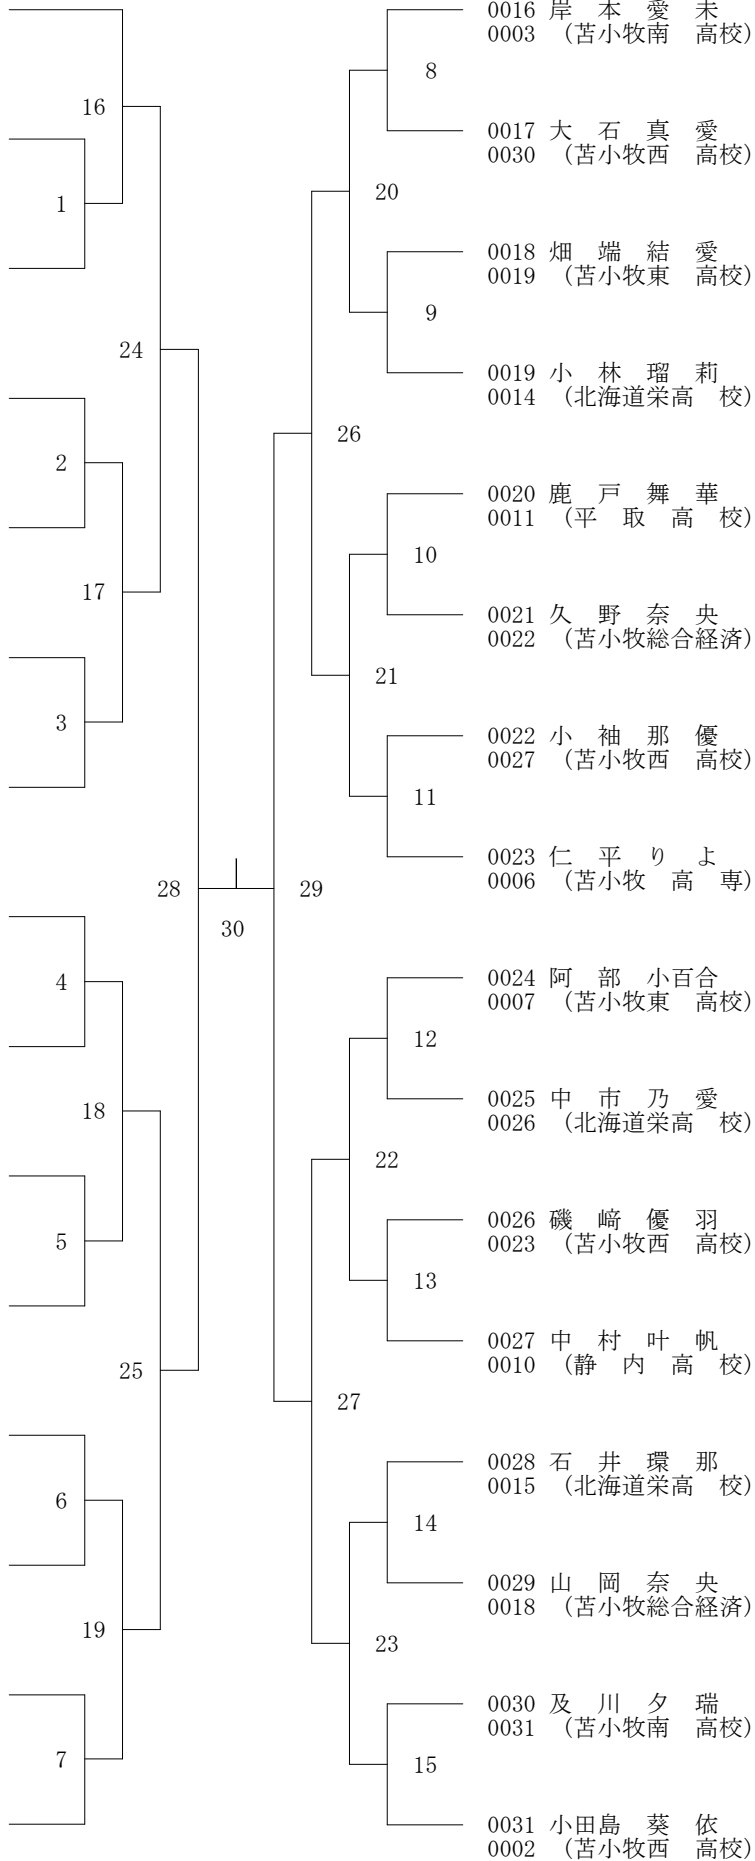 16
1
24
2
17
3
28
30
4
18
5
25
6
19
7
0016 岸　本　愛　未
0003 （苫小牧南　高校）
8
0017 大　石　真　愛
0030 （苫小牧西　高校）
20
0018 畑　端　結　愛
0019 （苫小牧東　高校）
9
0019 小　林　瑠　莉
0014 （北海道栄高　校）
26
0020 鹿　戸　舞　華
0011 （平　取　高　校）
10
0021 久　野　奈　央
0022 （苫小牧総合経済）
21
0022 小　袖　那　優
0027 （苫小牧西　高校）
11
0023 仁　平　り　よ
0006 （苫小牧　高　専）
29
0024 阿　部　小百合
0007 （苫小牧東　高校）
12
0025 中　市　乃　愛
0026 （北海道栄高　校）
22
0026 磯　﨑　優　羽
0023 （苫小牧西　高校）
13
0027 中　村　叶　帆
0010 （静　内　高　校）
27
0028 石　井　環　那
0015 （北海道栄高　校）
14
0029 山　岡　奈　央
0018 （苫小牧総合経済）
23
0030 及　川　夕　瑞
0031 （苫小牧南　高校）
15
0031 小田島　葵　依
0002 （苫小牧西　高校）